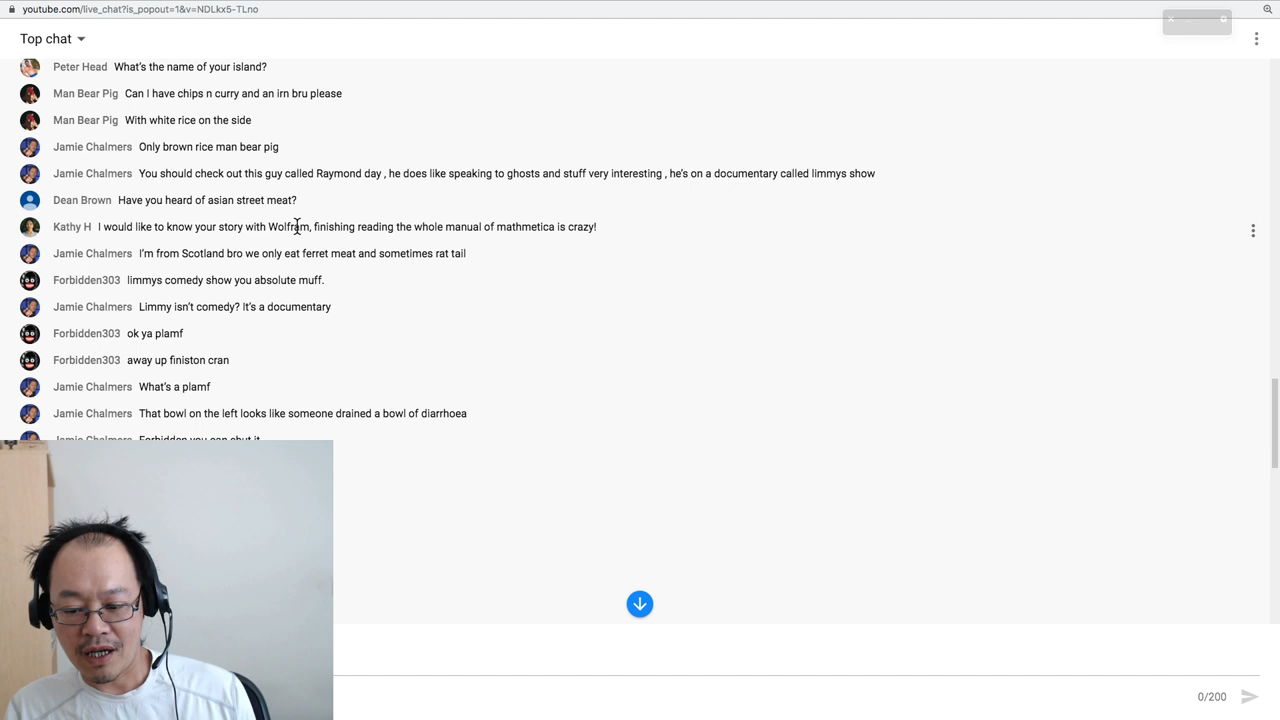 youtube.com/live_chat?is_popout=1&v=NDLkx5-TLno
Top chat
Peter Head What's the name of your island?
Man Bear Pig Can I have chips n curry and an irn bru please
Man Bear Pig With white rice on the side
Jamie Chalmers Only brown rice man bear pig
Jamie Chalmers You should check out this guy called Raymond day , he does like speaking to ghosts and stuff very interesting , he's on a documentary called limmys show
Dean Brown Have you heard of asian street meat?
Kathy H I would like to know your story with Wolfram, finishing reading the whole manual of mathmetica is crazy!
Jamie Chalmers I'm from Scotland bro we only eat ferret meat and sometimes rat tail
Forbidden303 limmys comedy show you absolute muff.
Jamie Chalmers Limmy isn't comedy? It's a documentary
Forbidden303 ok ya plamf
Forbidden303 away up finiston cran
Jamie Chalmers What's a plamf
Jamie Chalmers That bowl on the left looks like someone drained a bowl of diarrhoea
Jamie Chalmers Forbidden you can shut it
0/200